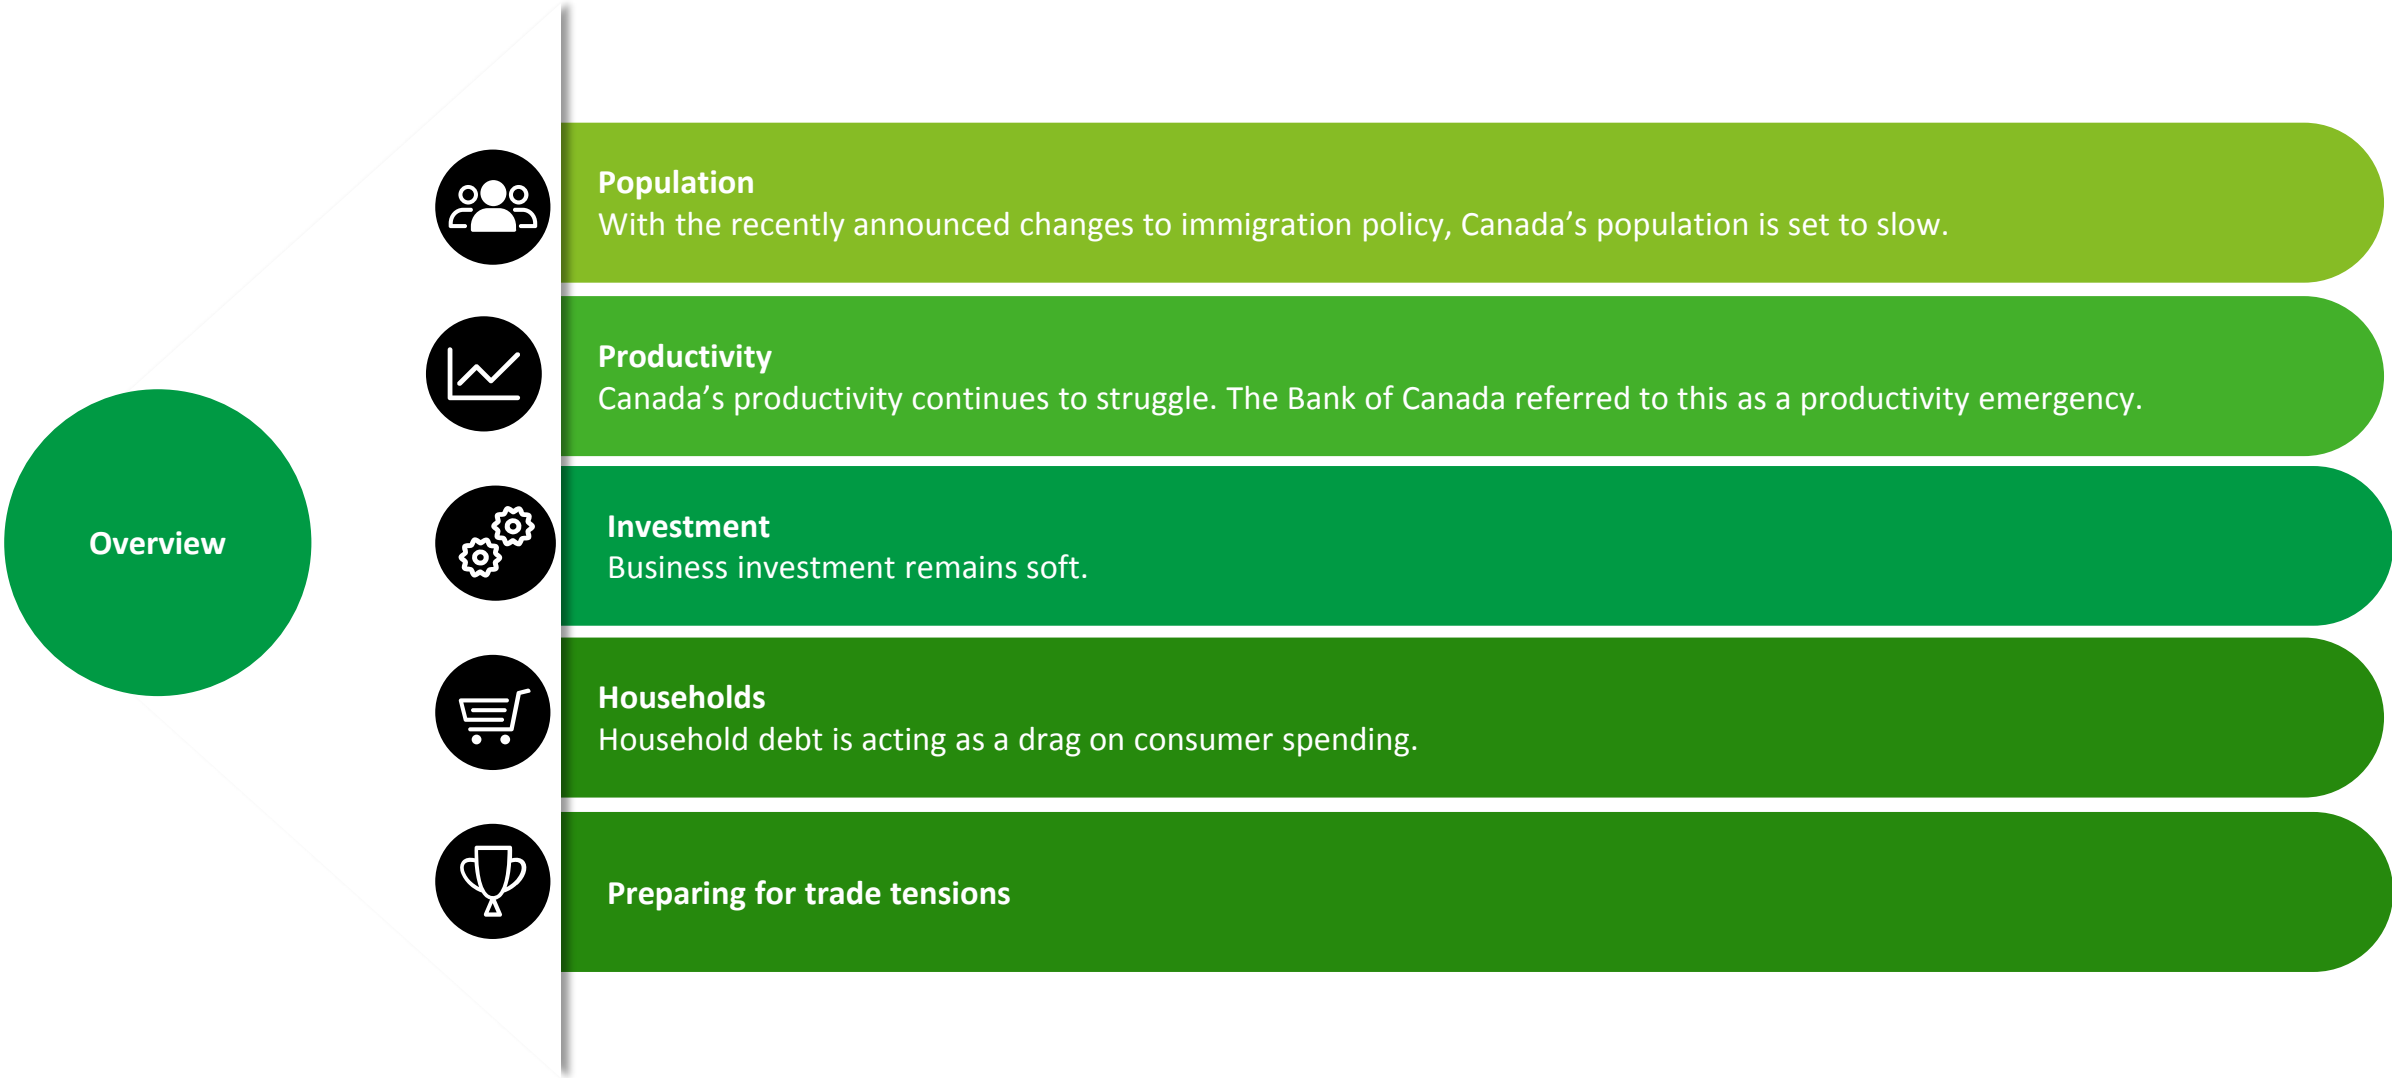 Overview
Population
With the recently announced changes to immigration policy, Canada’s population is set to slow.
Productivity
Canada’s productivity continues to struggle. The Bank of Canada referred to this as a productivity emergency.
Investment
Business investment remains soft.
Households
Household debt is acting as a drag on consumer spending.
Preparing for trade tensions